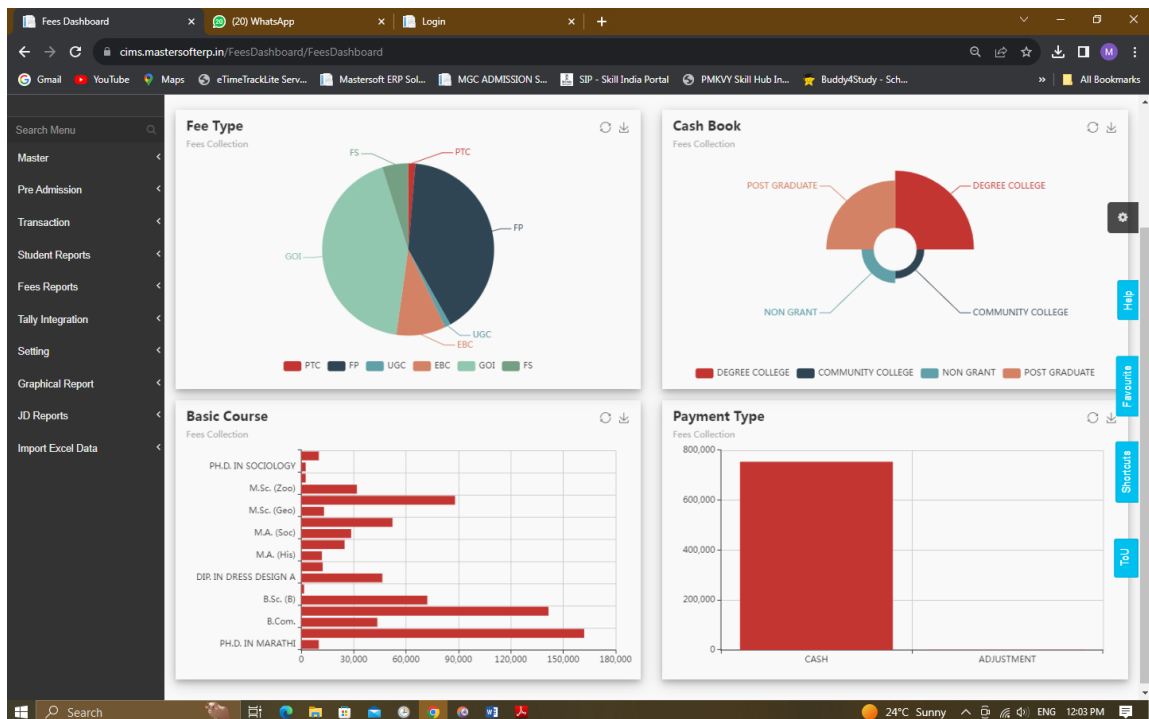 Fees Dashboard
(20) WhatsApp
Login
cims.mastersofterp.in/FeesDashboard/FeesDashboard
M
Gmail
YouTube
Maps
eTimeTrackLite Serv...
Mastersoft ERP Sol...
MGC ADMISSION S...
SIP - Skill India Portal
PMKVY Skill Hub In...
Buddy4Study - Sch...
»
All Bookmarks
Search Menu
Master
Pre Admission
Transaction
Student Reports
Fees Reports
Tally Integration
Setting
Graphical Report
JD Reports
Import Excel Data
Fee Type
Fees Collection
FS
PTC
FP
GOI
UGC
EBC
PTC FP UGC EBC GOI FS
Cash Book
Fees Collection
POST GRADUATE
DEGREE COLLEGE
NON GRANT
COMMUNITY COLLEGE
DEGREE COLLEGE COMMUNITY COLLEGE NON GRANT POST GRADUATE
Basic Course
Fees Collection
PH.D. IN SOCIOLOGY
M.Sc. (Zoo)
M.Sc. (Geo)
M.A. (Soc)
M.A. (His)
DIP. IN DRESS DESIGN A
B.Sc. (B)
B.Com.
PH.D. IN MARATHI
0 30,000 60,000 90,000 120,000 150,000 180,000
Payment Type
Fees Collection
800,000
600,000
400,000
200,000
0
CASH ADJUSTMENT
Help
Favourite
Shortcuts
ToU
Search
24°C Sunny
ENG
12:03 PM